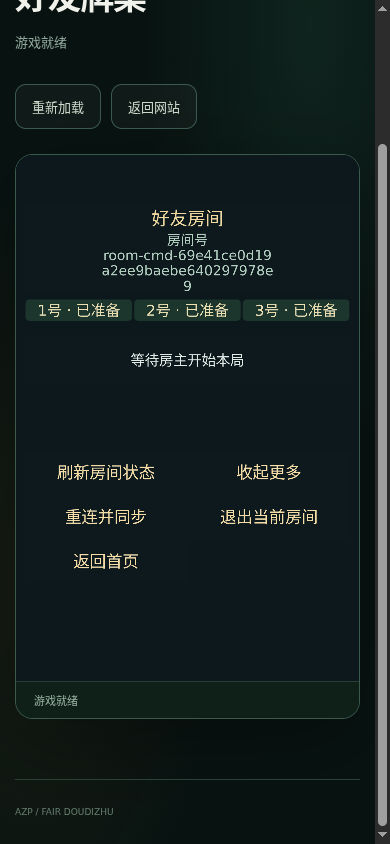 好友牌桌
游戏就绪
重新加载
返回网站
好友房间
房间号
room-cmd-69e41ce0d19
a2ee9baebe640297978e
9
1号 · 已准备
2号 · 已准备
3号 · 已准备
等待房主开始本局
刷新房间状态
收起更多
重连并同步
退出当前房间
返回首页
游戏就绪
AZP / FAIR DOUDIZHU